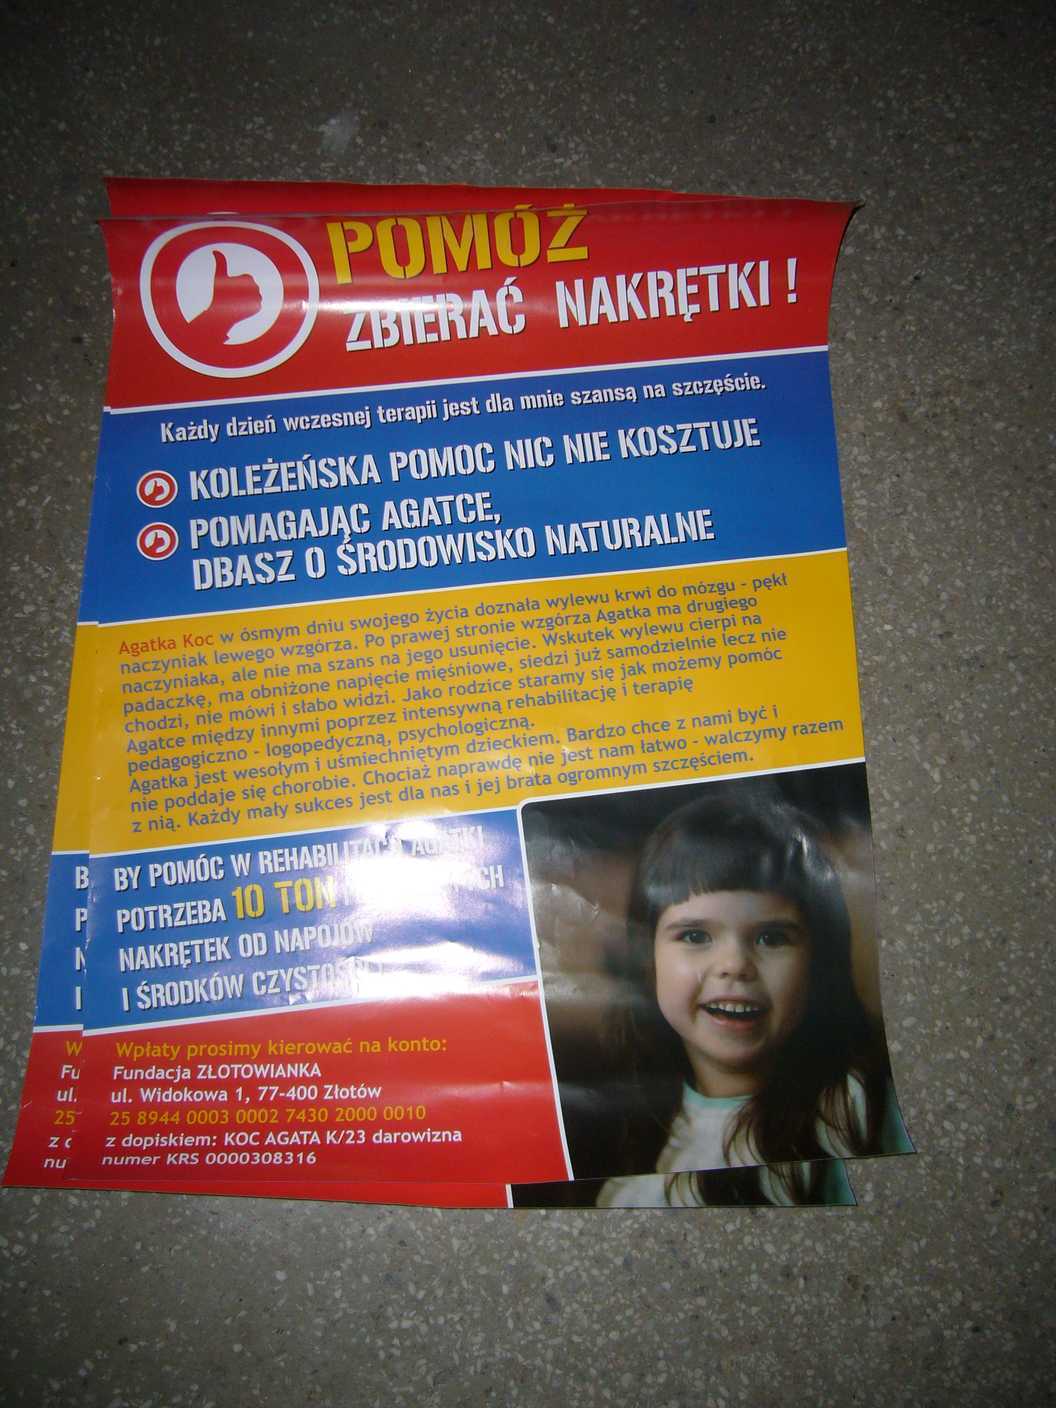 POMÓŻ
ZBIERAĆ NAKRĘTKI !
Każdy dzień wczesnej terapii jest dla mnie szansą na szczęście.
KOLEŻEŃSKA POMOC NIC NIE KOSZTUJE
POMAGAJĄC AGATCE,
DBASZ O ŚRODOWISKO NATURALNE
Agatka Koc w ósmym dniu swojego życia doznała wylewu krwi do mózgu - pękł
naczyniak lewego wzgórza. Po prawej stronie wzgórza Agatka ma drugiego
naczyniaka, ale nie ma szans na jego usunięcie. Wskutek wylewu cierpi na
padaczkę, ma obniżone napięcie mięśniowe, siedzi już samodzielnie lecz nie
chodzi, nie mówi i słabo widzi. Jako rodzice staramy się jak możemy pomóc
Agatce między innymi poprzez intensywną rehabilitację i terapię
pedagogiczno - logopedyczną, psychologiczną.
Agatka jest wesołym i uśmiechniętym dzieckiem. Bardzo chce z nami być i
nie poddaje się chorobie. Chociaż naprawdę nie jest nam łatwo - walczymy razem
z nią. Każdy mały sukces jest dla nas i jej brata ogromnym szczęściem.
BY POMÓC W REHABILITACJI AGATKI
POTRZEBA 10 TON
NAKRĘTEK OD NAPOJÓW
I ŚRODKÓW CZYSTOŚCI
Wpłaty prosimy kierować na konto:
Fundacja ZŁOTOWIANKA
ul. Widokowa 1, 77-400 Złotów
25 8944 0003 0002 7430 2000 0010
z dopiskiem: KOC AGATA K/23 darowizna
numer KRS 0000308316